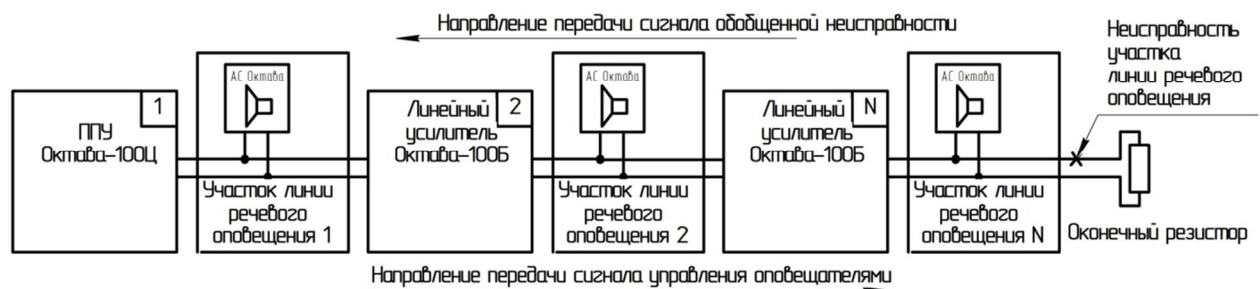 Направление передачи сигнала обобщенной неисправности
Неисправность
участка
линии речевого
оповещения
1
ППУ
Октава-100Ц
АС Октава
Участок линии
речевого
оповещения 1
2
Линейный
усилитель
Октава-100Б
АС Октава
Участок линии
речевого
оповещения 2
N
Линейный
усилитель
Октава-100Б
АС Октава
Участок линии
речевого
оповещения N
Оконечный резистор
Направление передачи сигнала управления оповещателями